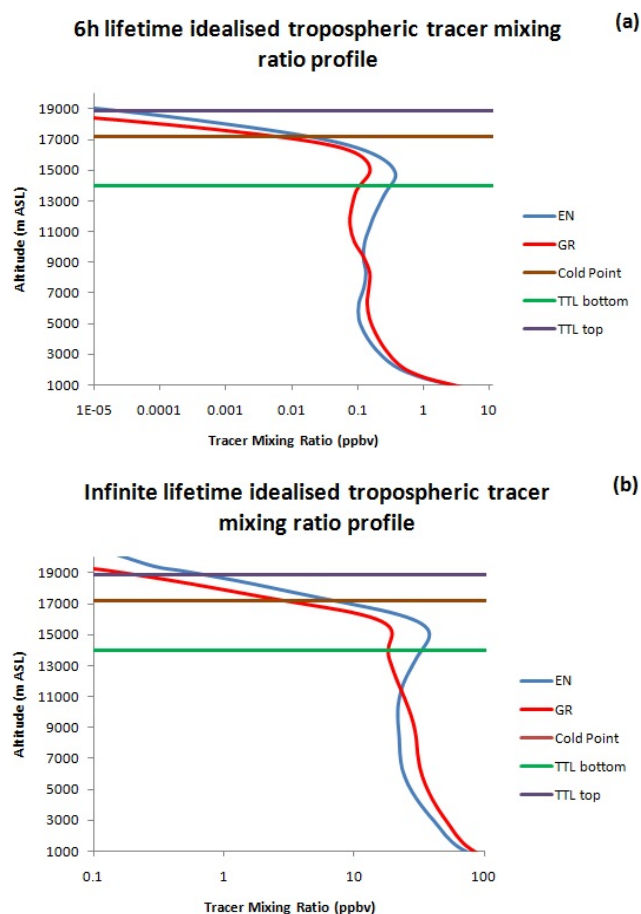 6h lifetime idealised tropospheric tracer mixing
ratio profile
(a)
19000
17000
15000
13000
11000
9000
7000
5000
3000
1000
Altitude (m ASL)
1E-05 0.0001 0.001 0.01 0.1 1 10
Tracer Mixing Ratio (ppbv)
EN
GR
Cold Point
TTL bottom
TTL top
Infinite lifetime idealised tropospheric tracer
mixing ratio profile
(b)
19000
17000
15000
13000
11000
9000
7000
5000
3000
1000
Altitude (m ASL)
0.1 1 10 100
Tracer Mixing Ratio (ppbv)
EN
GR
Cold Point
TTL bottom
TTL top